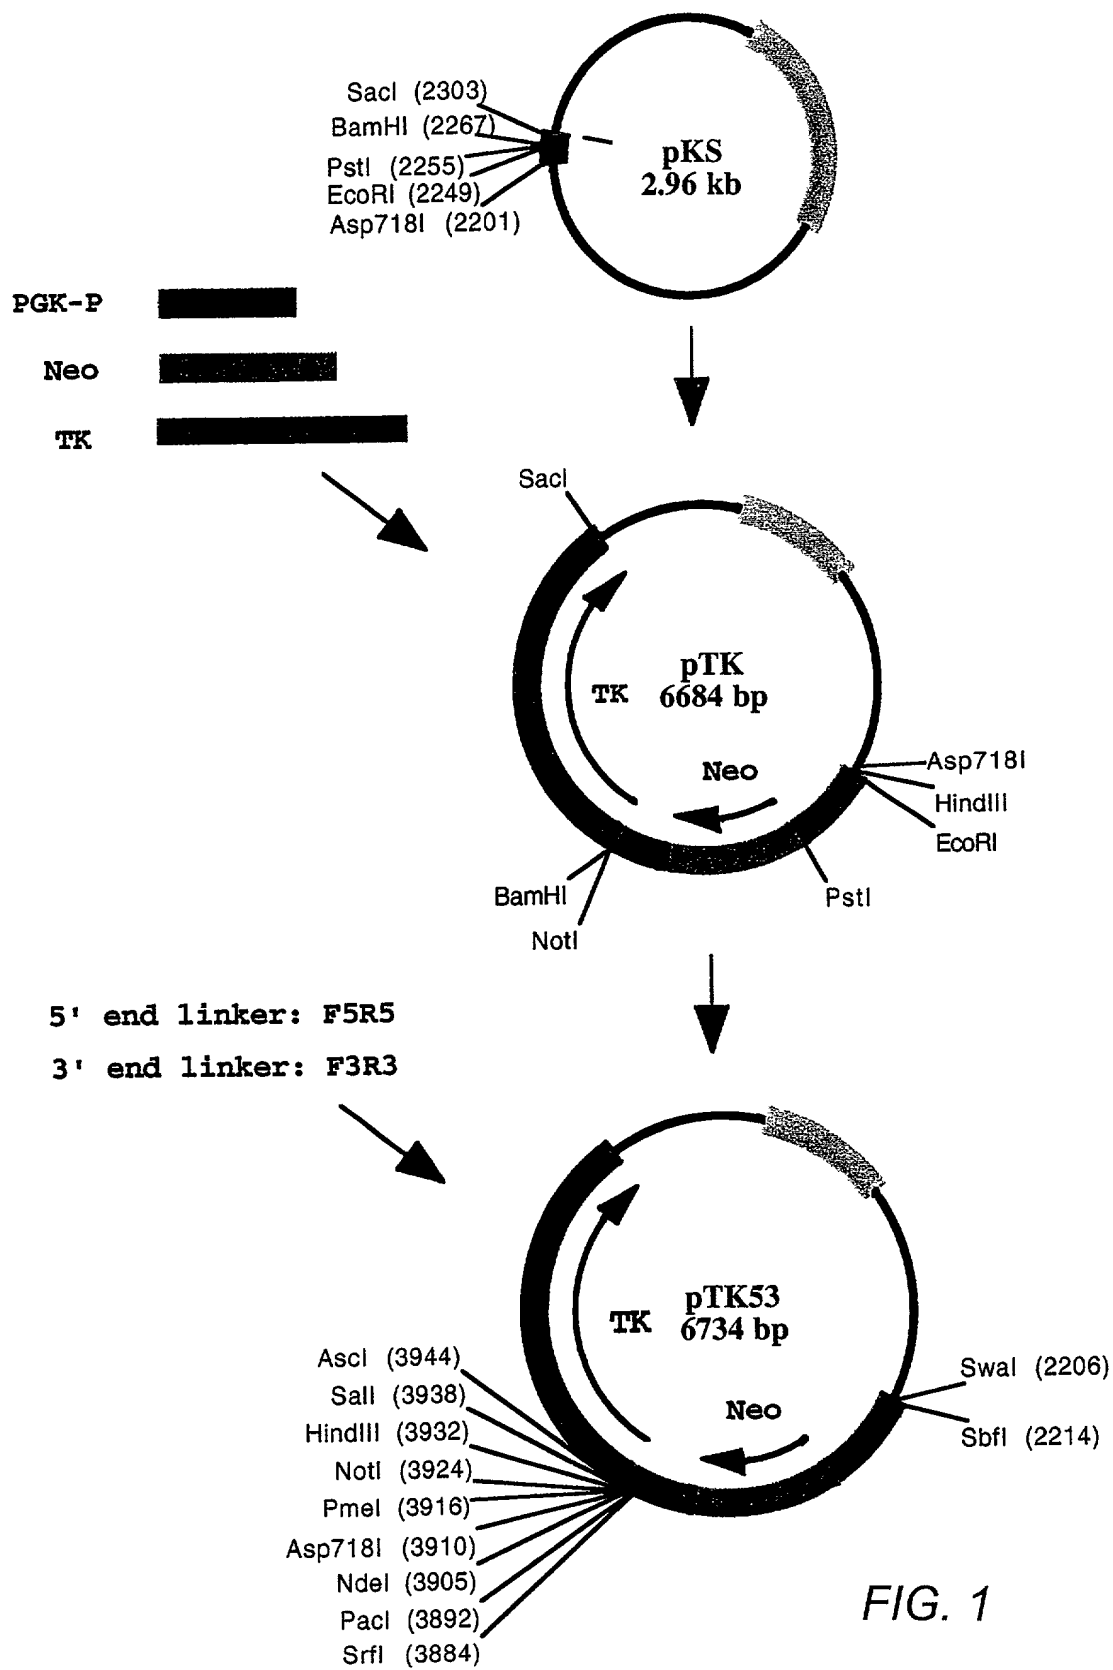 SacI (2303)
BamHI (2267)
PstI (2255)
EcoRI (2249)
Asp718I (2201)
pKS
2.96 kb
PGK-P
Neo
TK
SacI
pTK
6684 bp
TK
Neo
Asp718I
HindIII
EcoRI
PstI
BamHI
NotI
5' end linker: F5R5
3' end linker: F3R3
pTK53
6734 bp
TK
Neo
SwaI (2206)
SbfI (2214)
AscI (3944)
SalI (3938)
HindIII (3932)
NotI (3924)
PmeI (3916)
Asp718I (3910)
NdeI (3905)
PacI (3892)
SrfI (3884)
FIG. 1